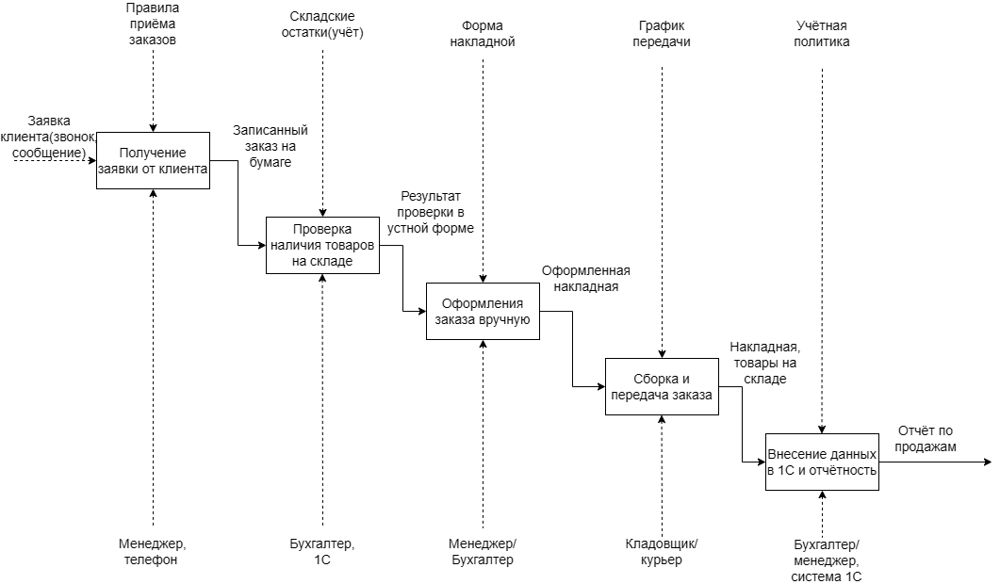 Правила
приёма
заказов
Складские
остатки(учёт)
Форма
накладной
График
передачи
Учётная
политика
Заявка
клиента(звонок,
сообщение)
Получение
заявки от клиента
Записанный
заказ на
бумаге
Проверка
наличия товаров
на складе
Результат
проверки в
устной форме
Оформления
заказа вручную
Оформленная
накладная
Сборка и
передача заказа
Накладная,
товары на
складе
Внесение данных
в 1С и отчётность
Отчёт по
продажам
Менеджер,
телефон
Бухгалтер,
1С
Менеджер/
Бухгалтер
Кладовщик/
курьер
Бухгалтер/
менеджер,
система 1С